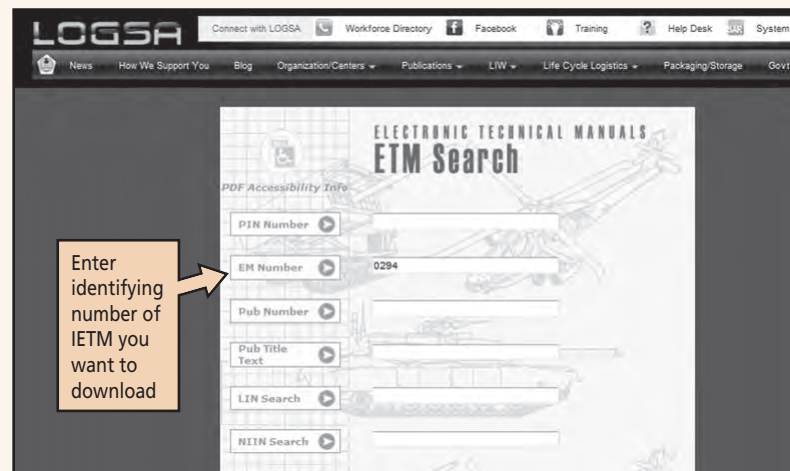 LOGSA
Connect with LOGSA Workforce Directory Facebook Training Help Desk System
News How We Support You Blog Organization/Centers Publications LIW Life Cycle Logistics Packaging/Storage Govt
ELECTRONIC TECHNICAL MANUALS
ETM Search
PDF Accessibility Info
PIN Number
EM Number 0294
Pub Number
Pub Title
Text
LIN Search
NIIN Search
Enter
identifying
number of
IETM you
want to
download